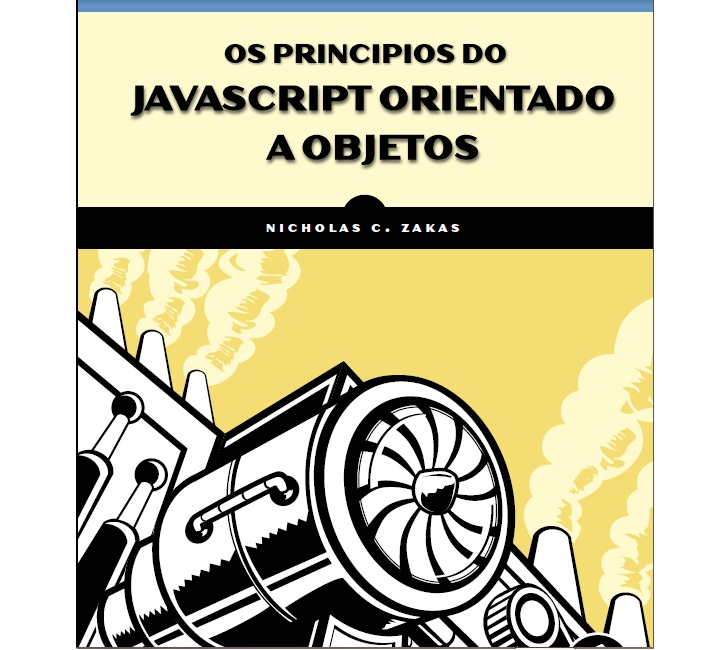 OS PRINCIPIOS DO
JAVASCRIPT ORIENTADO
A OBJETOS
NICHOLAS C. ZAKAS